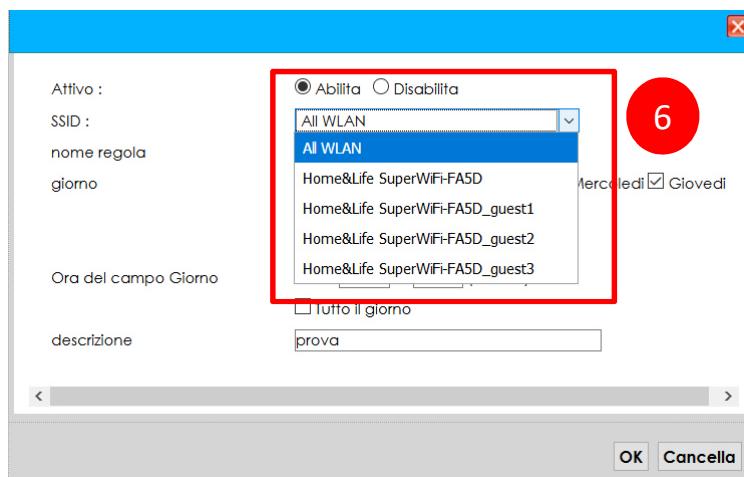 Attivo :
Abilita Disabilita
SSID :
All WLAN
6
nome regola
All WLAN
giorno
Home&Life SuperWiFi-FA5D
Mercoledi Giovedi
Home&Life SuperWiFi-FA5D_guest1
Home&Life SuperWiFi-FA5D_guest2
Ora del campo Giorno
Home&Life SuperWiFi-FA5D_guest3
Tutto il giorno
descrizione
prova
OK Cancella